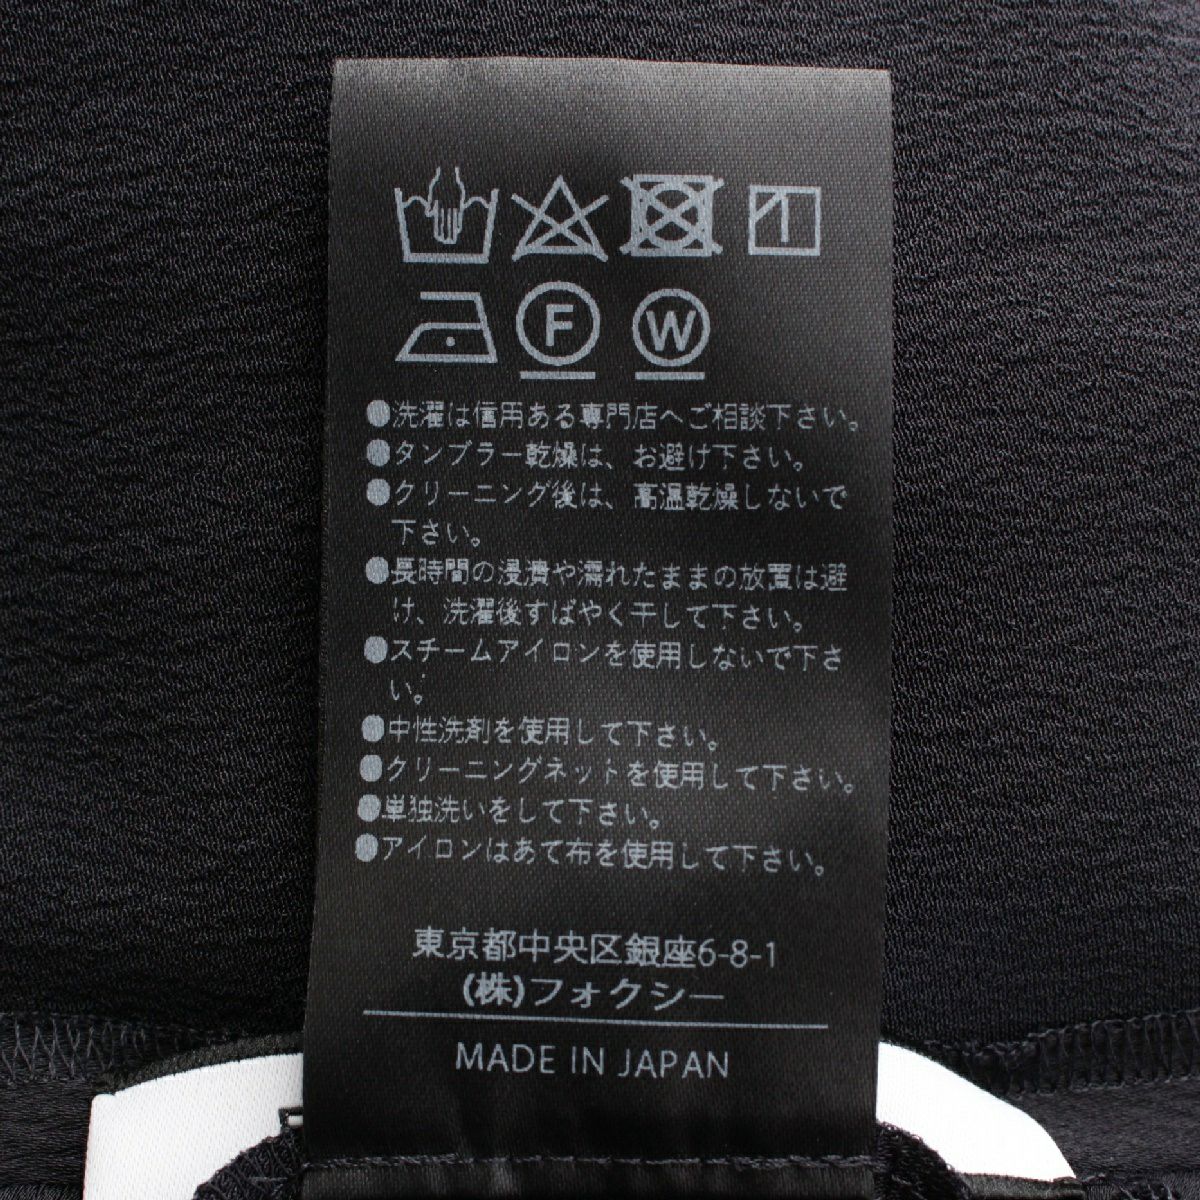 F W
●洗濯は信用ある専門店へご相談下さい。
●タンブラー乾燥は、お避け下さい。
●クリーニング後は、高温乾燥しないで
下さい。
●長時間の浸漬や濡れたままの放置は避
け、洗濯後すばやく干して下さい。
●スチームアイロンを使用しないで下さ
い。
●中性洗剤を使用して下さい。
●クリーニングネットを使用して下さい。
●単独洗いをして下さい。
●アイロンはあて布を使用して下さい。
東京都中央区銀座6-8-1
(株)フォクシー
MADE IN JAPAN